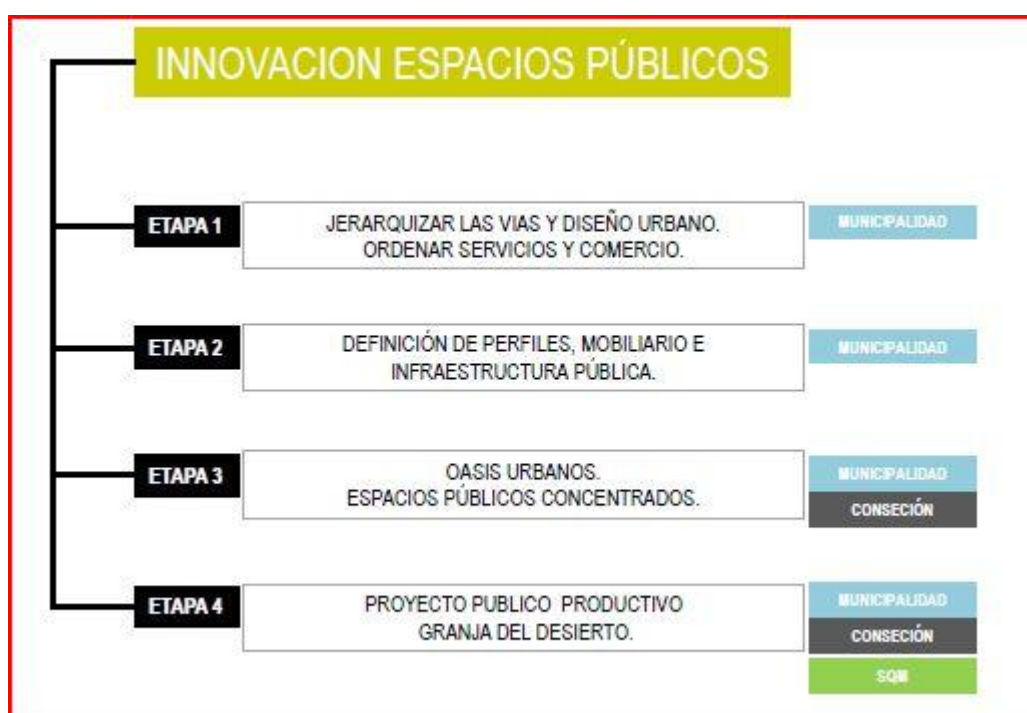 INNOVACION ESPACIOS PÚBLICOS
ETAPA 1
JERARQUIZAR LAS VIAS Y DISEÑO URBANO.
ORDENAR SERVICIOS Y COMERCIO.
MUNICIPALIDAD
ETAPA 2
DEFINICIÓN DE PERFILES, MOBILIARIO E
INFRAESTRUCTURA PÚBLICA.
MUNICIPALIDAD
ETAPA 3
OASIS URBANOS.
ESPACIOS PÚBLICOS CONCENTRADOS.
MUNICIPALIDAD
CONSECIÓN
ETAPA 4
PROYECTO PUBLICO PRODUCTIVO
GRANJA DEL DESIERTO.
MUNICIPALIDAD
CONSECIÓN
SQM